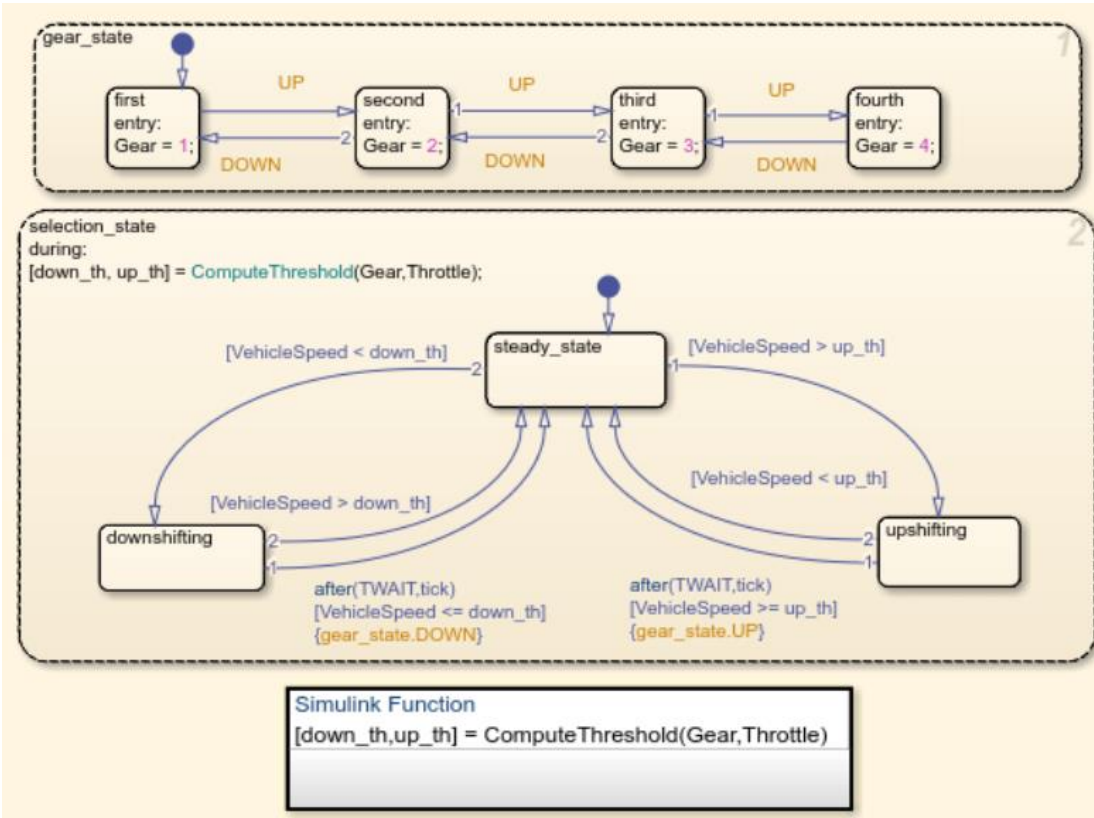 gear_state
1
first
entry:
Gear = 1;
UP
DOWN
second
entry:
Gear = 2;
1
2
UP
DOWN
third
entry:
Gear = 3;
1
2
UP
DOWN
fourth
entry:
Gear = 4;
selection_state
2
during:
[down_th, up_th] = ComputeThreshold(Gear,Throttle);
steady_state
[VehicleSpeed < down_th]
2
1
[VehicleSpeed > up_th]
[VehicleSpeed > down_th]
[VehicleSpeed < up_th]
downshifting
2
1
upshifting
2
1
after(TWAIT,tick)
[VehicleSpeed <= down_th]
{gear_state.DOWN}
after(TWAIT,tick)
[VehicleSpeed >= up_th]
{gear_state.UP}
Simulink Function
[down_th,up_th] = ComputeThreshold(Gear,Throttle)